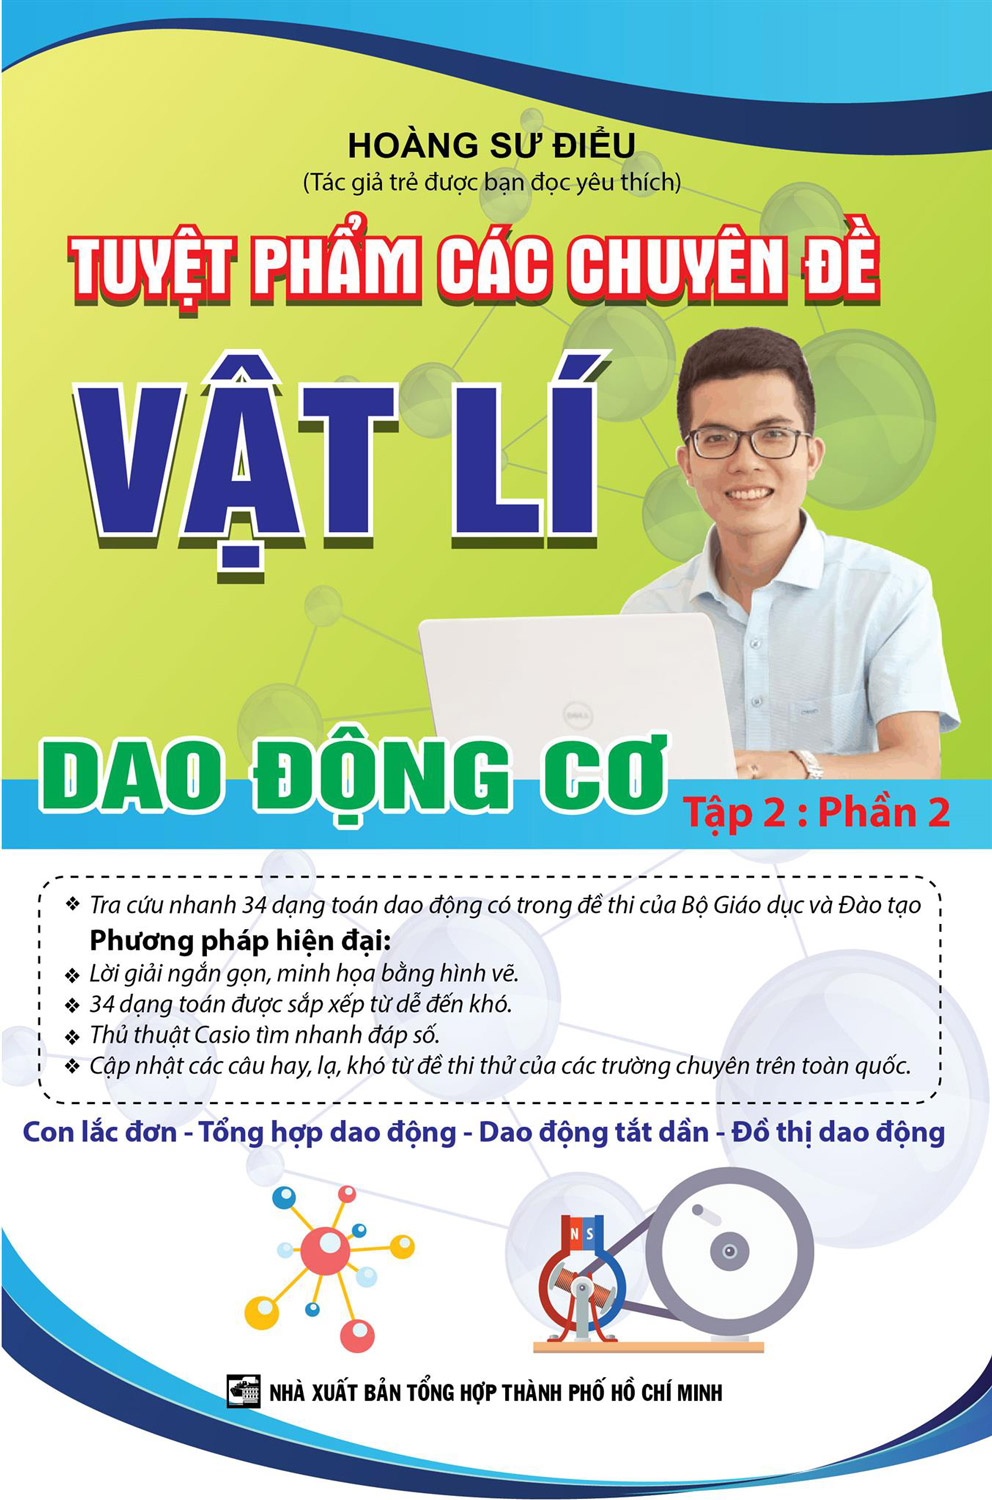 HOÀNG SƯ ĐIỂU
(Tác giả trẻ được bạn đọc yêu thích)
TUYỆT PHẨM CÁC CHUYÊN ĐỀ
VẬT LÍ
DELL
DAO ĐỘNG CƠ
Tập 2 : Phần 2
❖ Tra cứu nhanh 34 dạng toán dao động có trong đề thi của Bộ Giáo dục và Đào tạo
Phương pháp hiện đại:
❖ Lời giải ngắn gọn, minh họa bằng hình vẽ.
❖ 34 dạng toán được sắp xếp từ dễ đến khó.
❖ Thủ thuật Casio tìm nhanh đáp số.
❖ Cập nhật các câu hay, lạ, khó từ đề thi thử của các trường chuyên trên toàn quốc.
Con lắc đơn - Tổng hợp dao động - Dao động tắt dần - Đồ thị dao động
N S
NHÀ XUẤT BẢN TỔNG HỢP THÀNH PHỐ HỒ CHÍ MINH